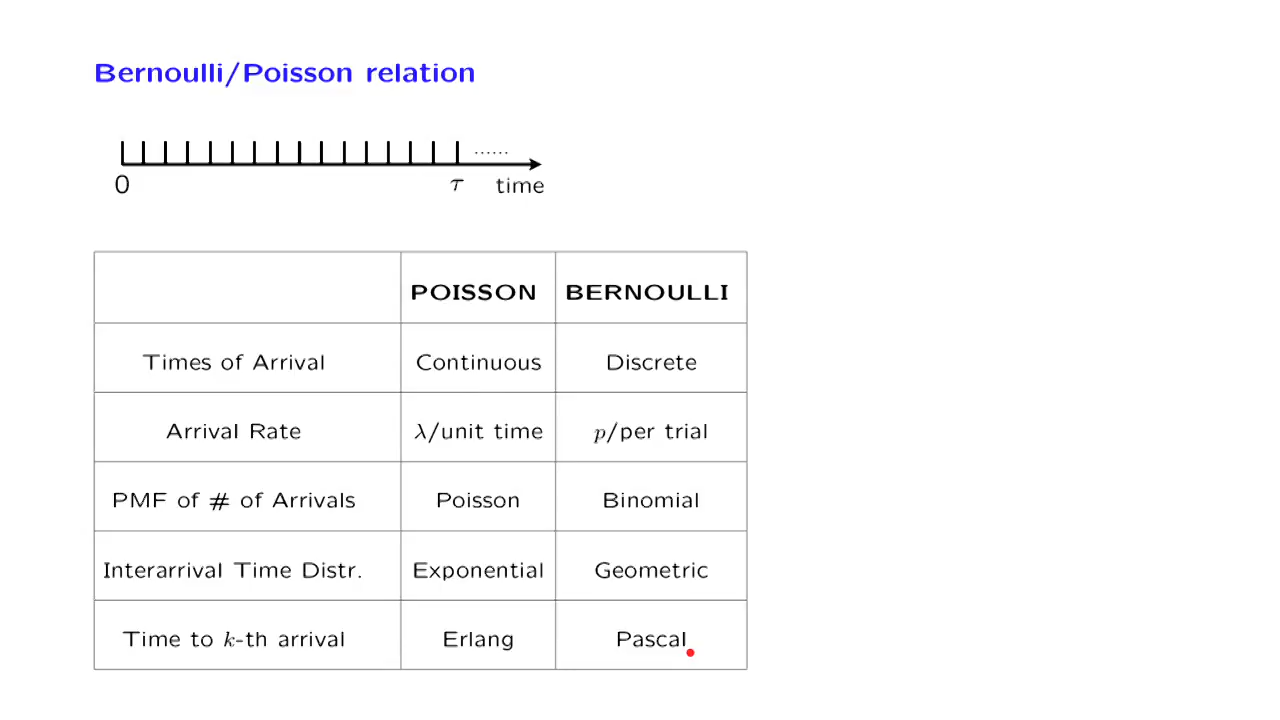 Bernoulli/Poisson relation
......
0 τ time
POISSON BERNOULLI
Times of Arrival Continuous Discrete
Arrival Rate λ/unit time p/per trial
PMF of # of Arrivals Poisson Binomial
Interarrival Time Distr. Exponential Geometric
Time to k-th arrival Erlang Pascal